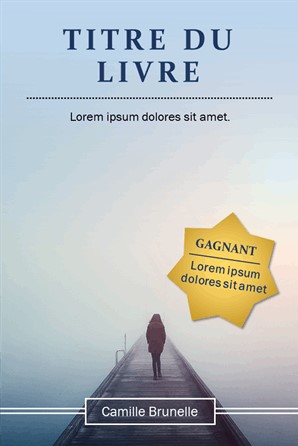 TITRE DU
LIVRE
Lorem ipsum dolores sit amet.
GAGNANT
Lorem ipsum
dolores sit amet
Camille Brunelle